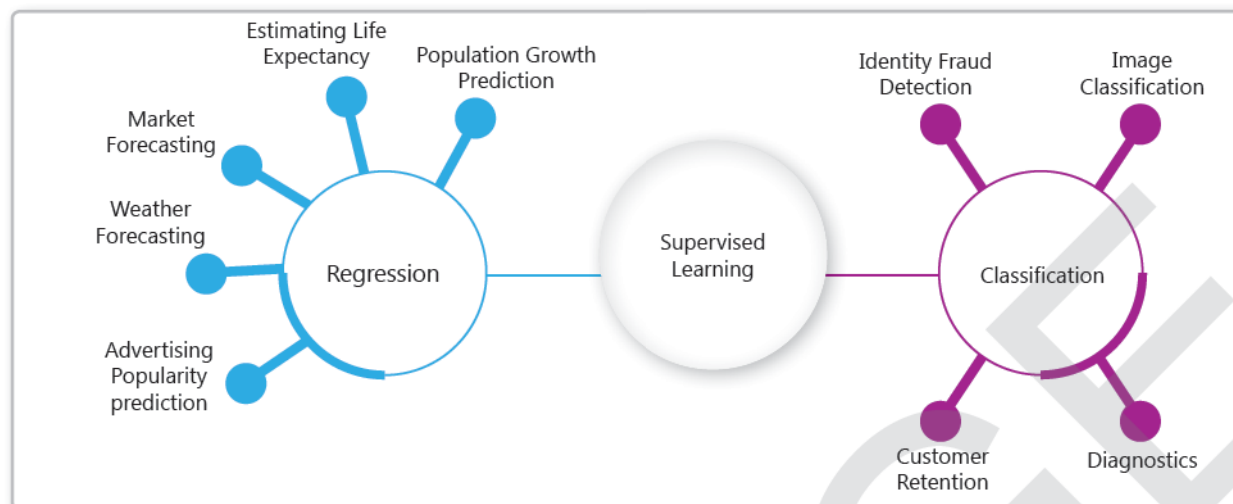 Estimating Life
Expectancy
Population Growth
Prediction
Market
Forecasting
Weather
Forecasting
Advertising
Popularity
prediction
Regression
Supervised
Learning
Identity Fraud
Detection
Image
Classification
Classification
Customer
Retention
Diagnostics